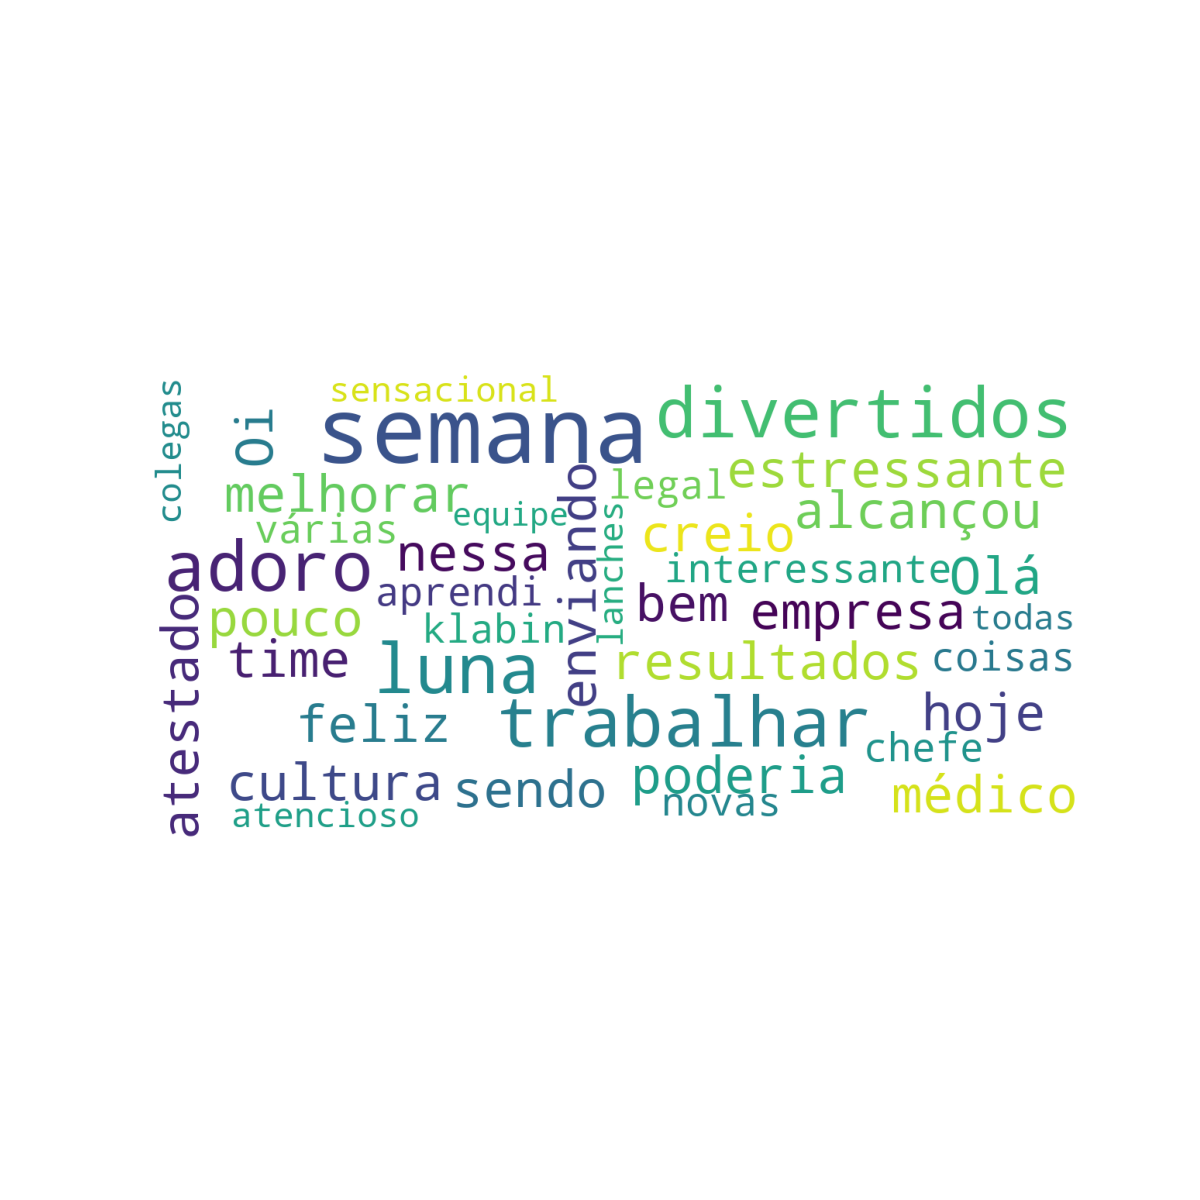 sensacional
semana
divertidos
colegas
Oi
melhorar
legal
estressante
várias
equipe
enviando
lanches
creio
alcançou
adoro
nessa
aprendi
interessante
Olá
atestado
pouco
klabin
bem
empresa
todas
time
luna
resultados
coisas
feliz
trabalhar
hoje
chefe
cultura
sendo
poderia
novas
médico
atencioso